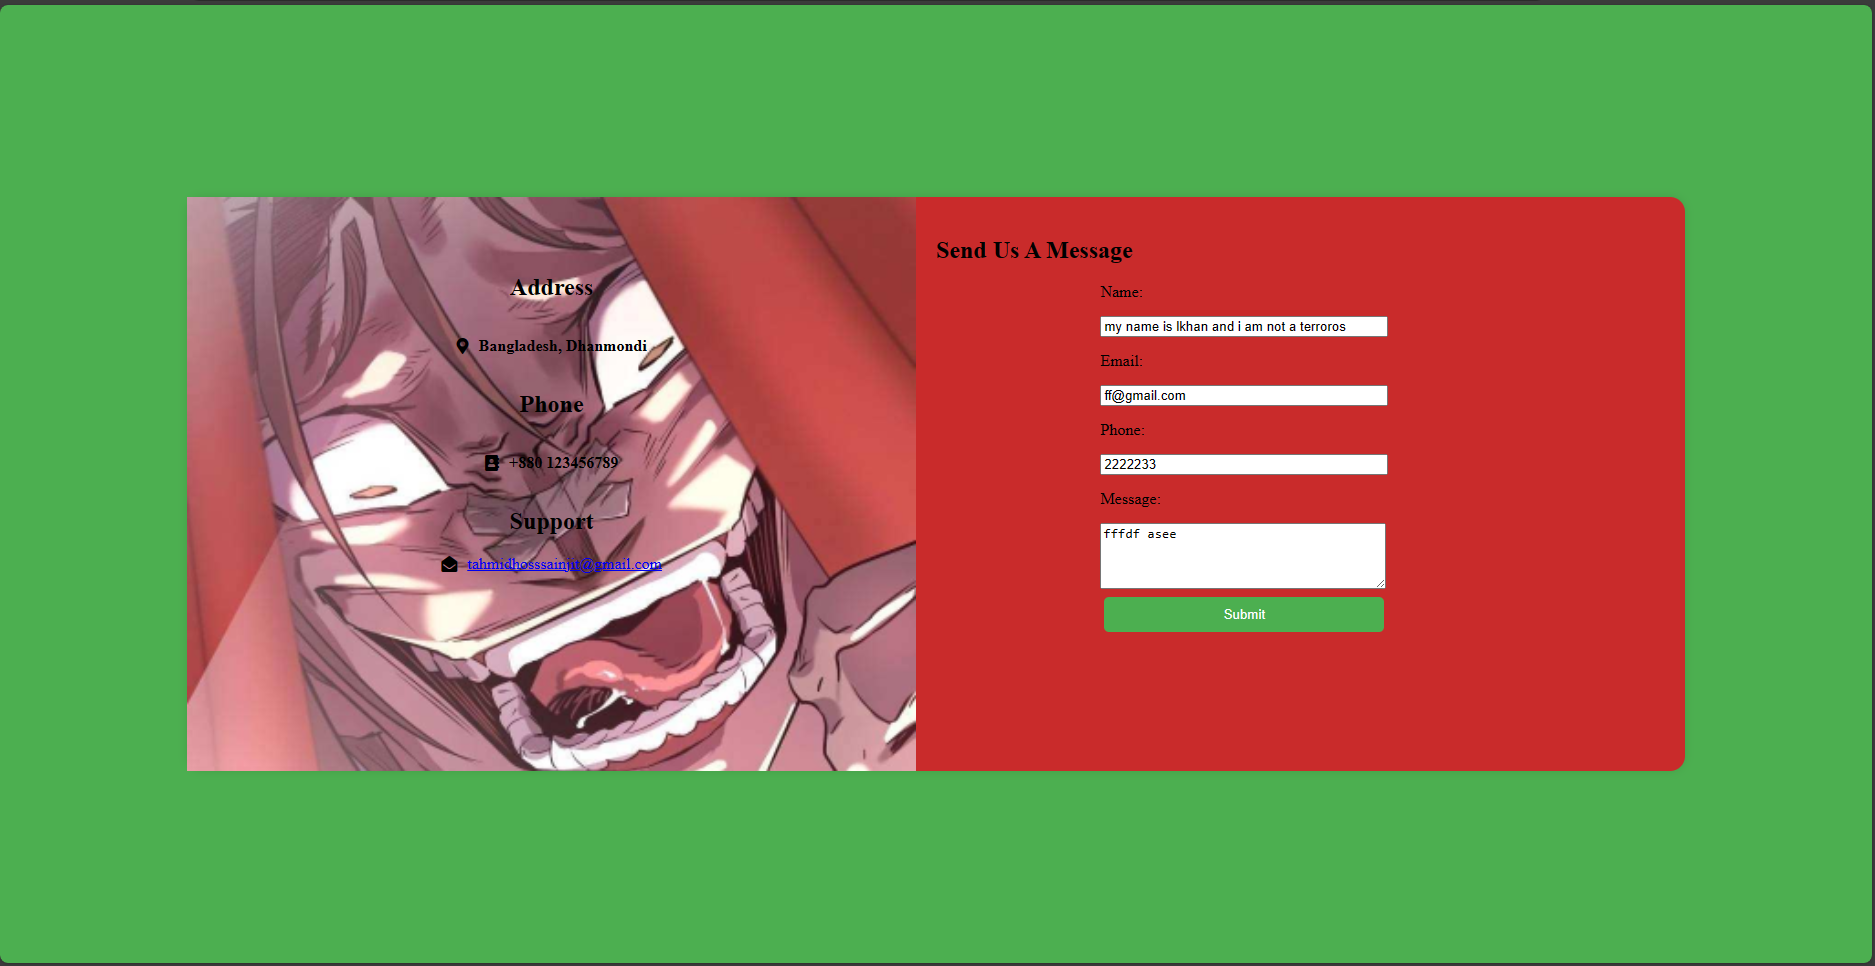 Address
Bangladesh, Dhanmondi
Phone
+880 123456789
Support
tahmidhosssainjit@gmail.com
Send Us A Message
Name:
my name is lkhan and i am not a terroros
Email:
ff@gmail.com
Phone:
2222233
Message:
fffdf asee
Submit